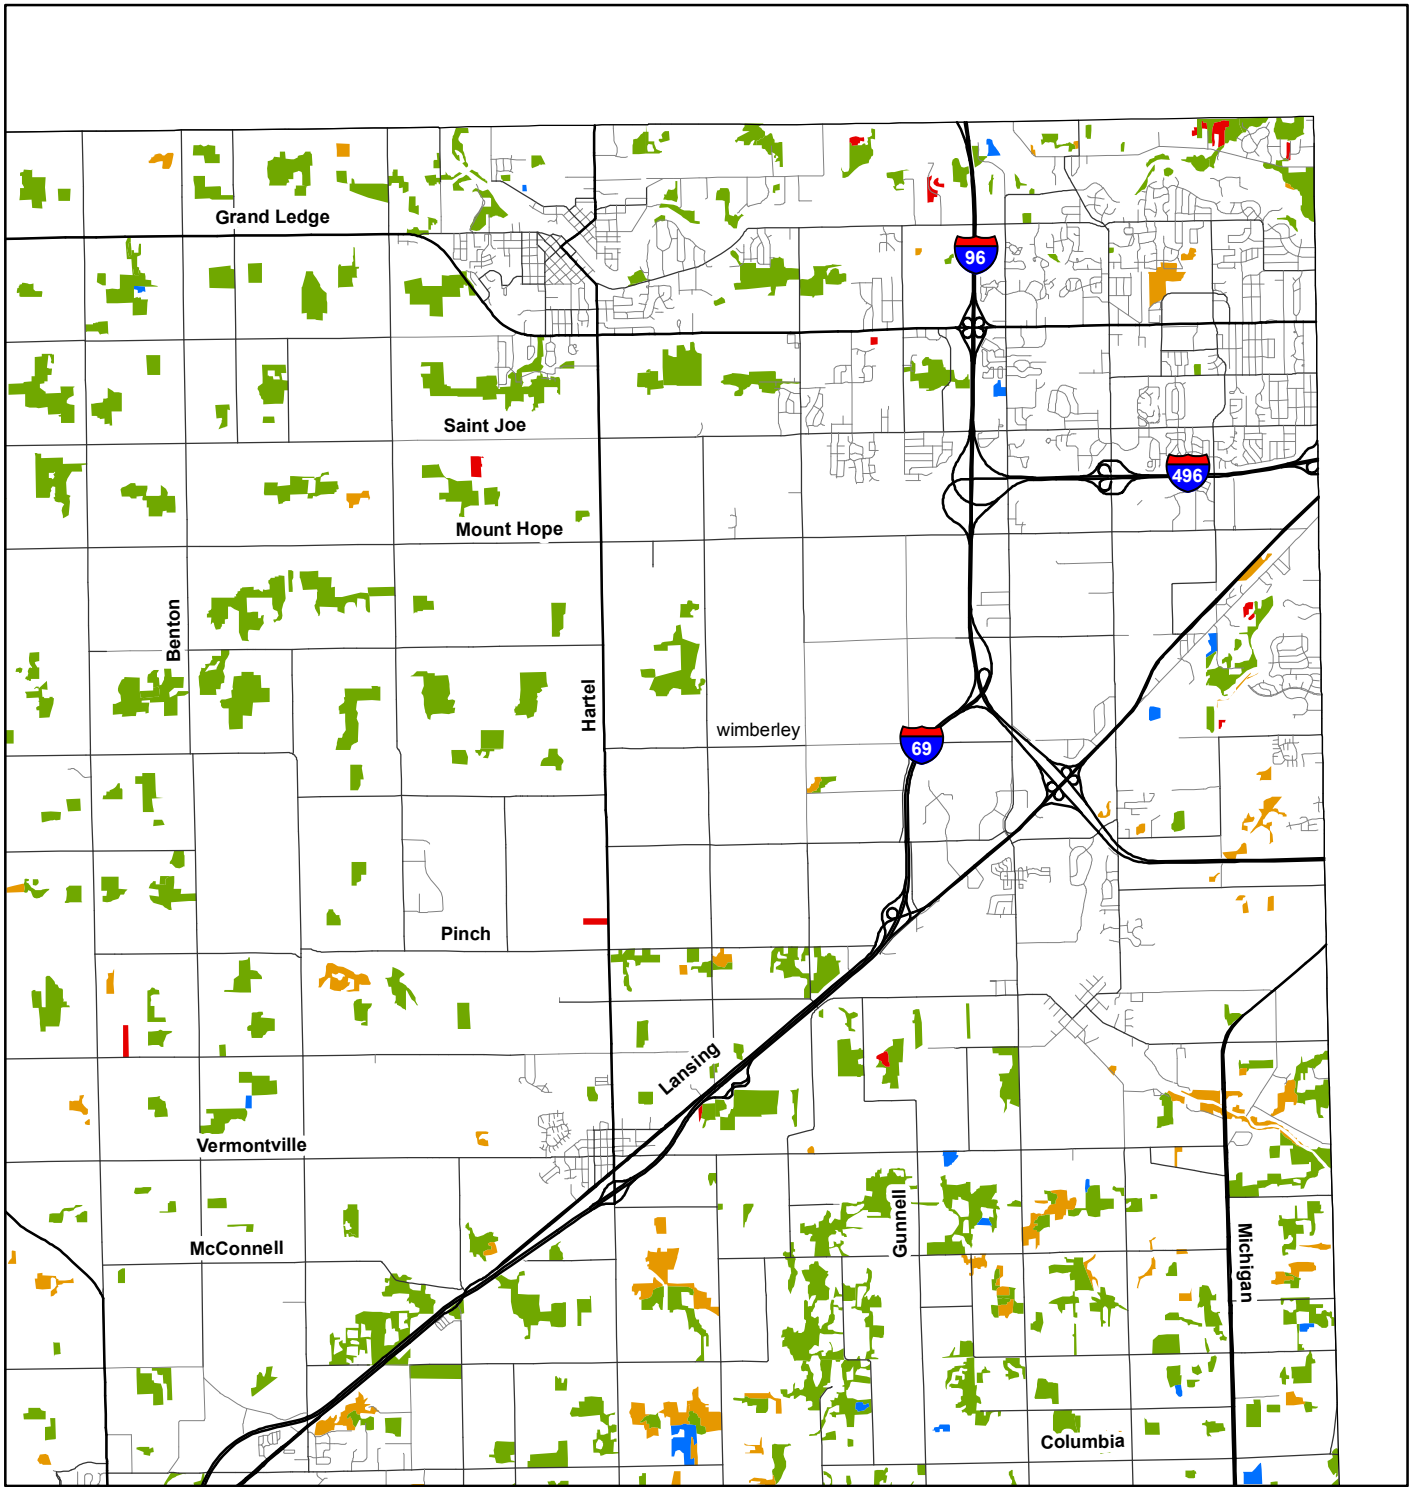 Grand Ledge
96
Saint Joe
496
Mount Hope
Benton
Hartel
wimberley
69
Pinch
Lansing
Vermontville
Gunnell
McConnell
Michigan
Columbia